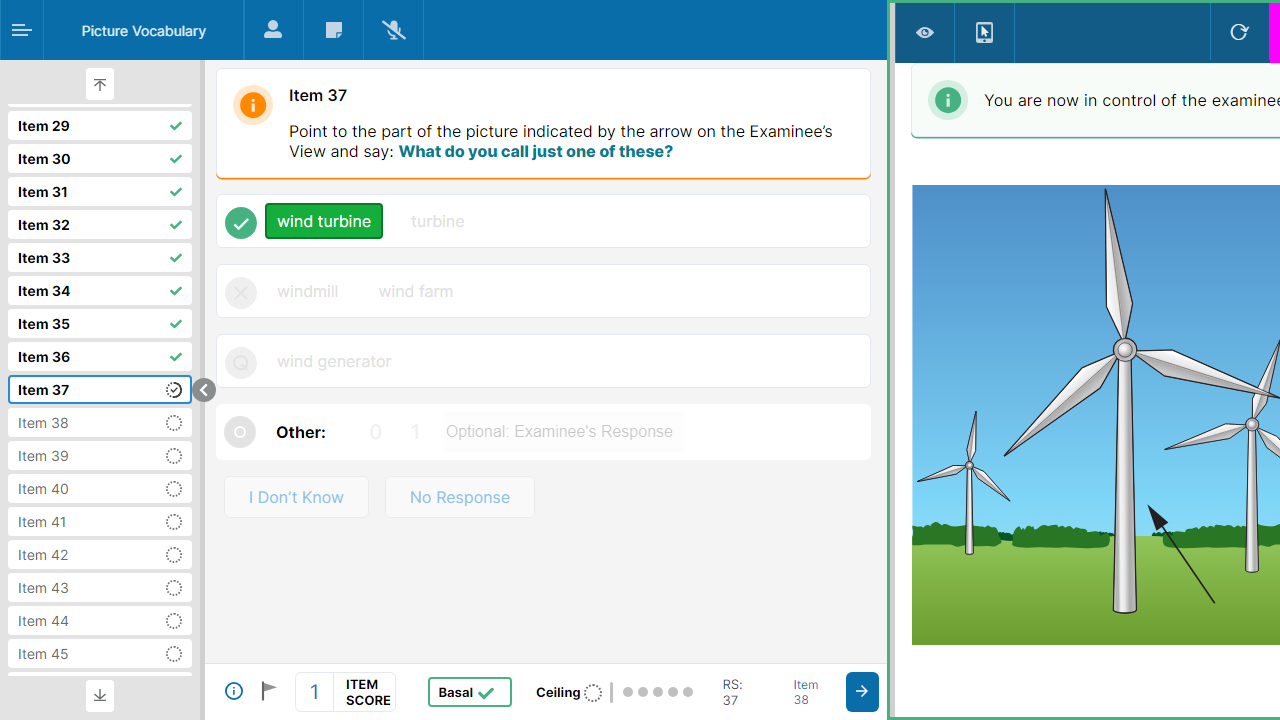 Picture Vocabulary
Item 29
Item 30
Item 31
Item 32
Item 33
Item 34
Item 35
Item 36
Item 37
Item 38
Item 39
Item 40
Item 41
Item 42
Item 43
Item 44
Item 45
Item 37
Point to the part of the picture indicated by the arrow on the Examinee’s
View and say: What do you call just one of these?
wind turbine turbine
windmill wind farm
Q wind generator
O Other: 0 1 Optional: Examinee's Response
I Don’t Know No Response
1 ITEM
SCORE
Basal
Ceiling
RS:
37
Item
38
You are now in control of the examinee